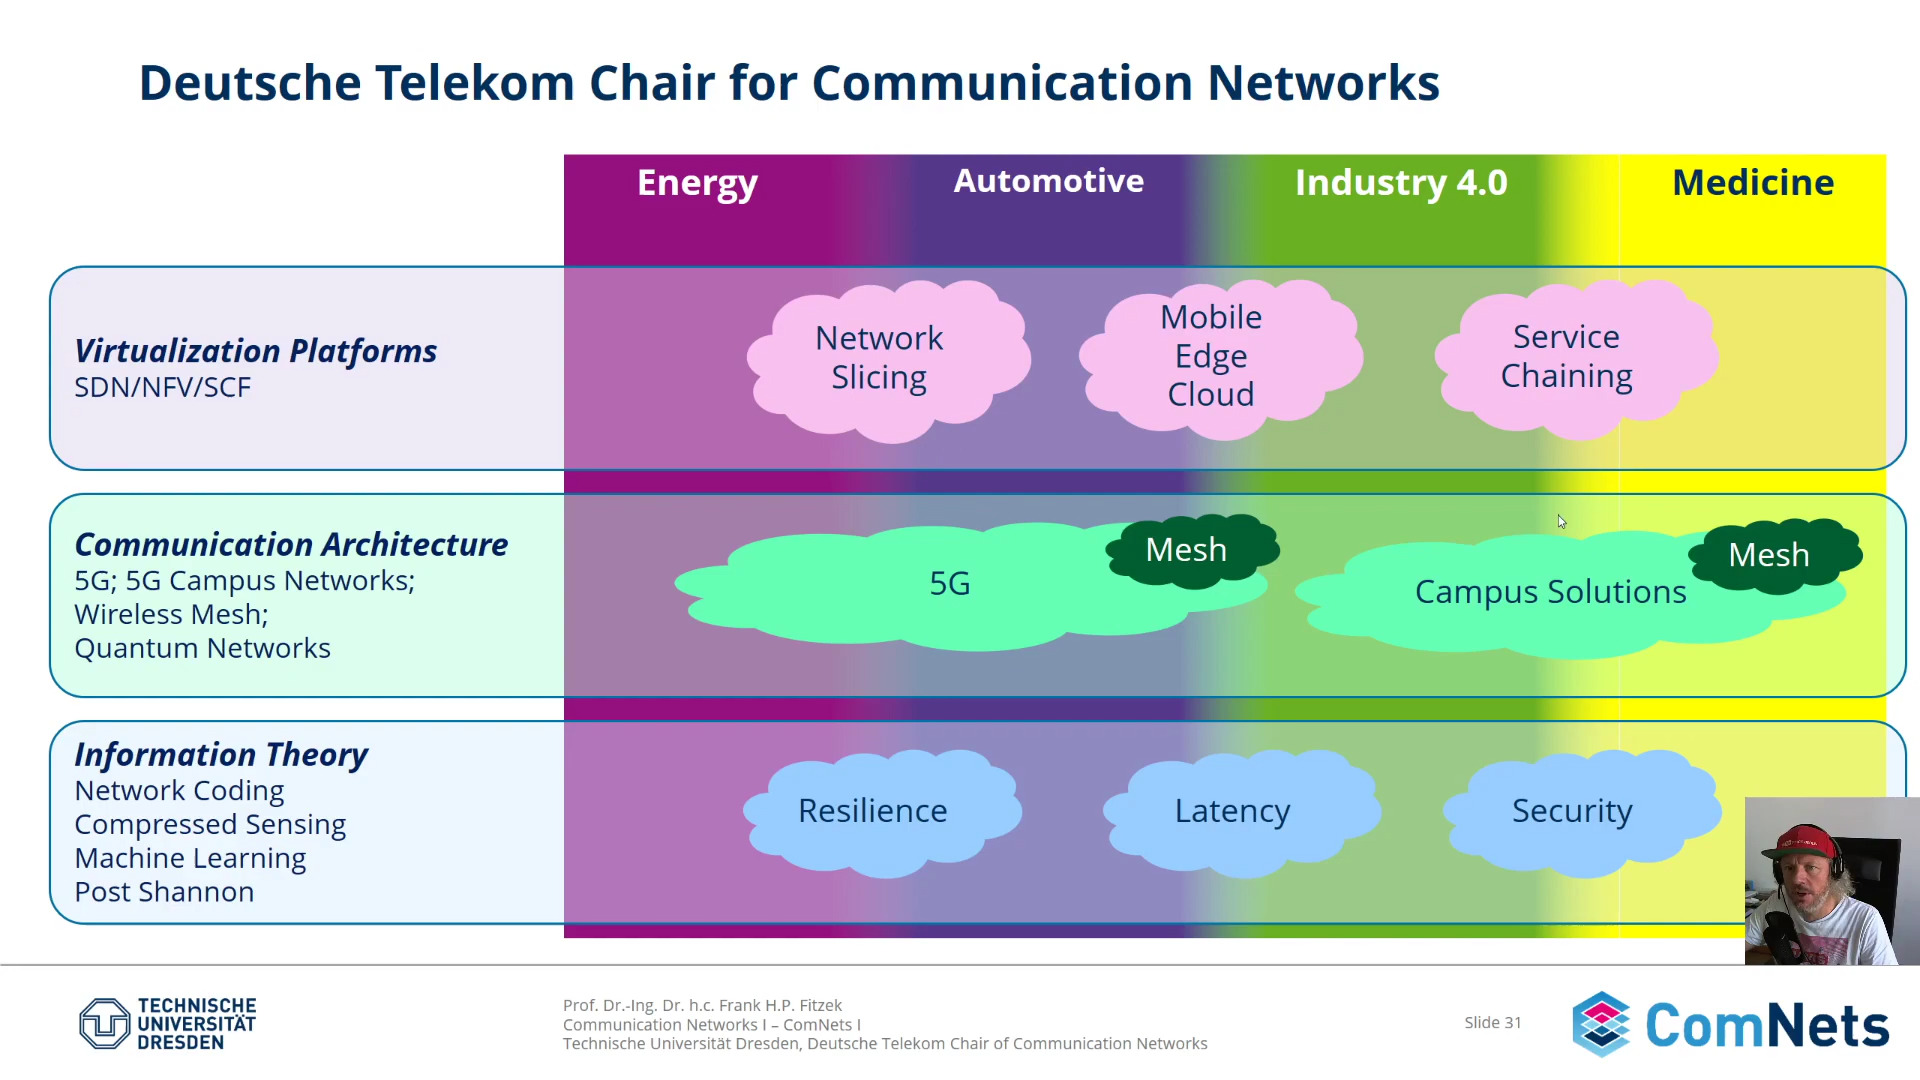 Deutsche Telekom Chair for Communication Networks
Energy
Automotive
Industry 4.0
Medicine
Virtualization Platforms
SDN/NFV/SCF
Network
Slicing
Mobile
Edge
Cloud
Service
Chaining
Communication Architecture
5G; 5G Campus Networks;
Wireless Mesh;
Quantum Networks
5G
Mesh
Campus Solutions
Mesh
Information Theory
Network Coding
Compressed Sensing
Machine Learning
Post Shannon
Resilience
Latency
Security
TECHNISCHE
UNIVERSITÄT
DRESDEN
Prof. Dr.-Ing. Dr. h.c. Frank H.P. Fitzek
Communication Networks I – ComNets I
Technische Universität Dresden, Deutsche Telekom Chair of Communication Networks
Slide 31
ComNets